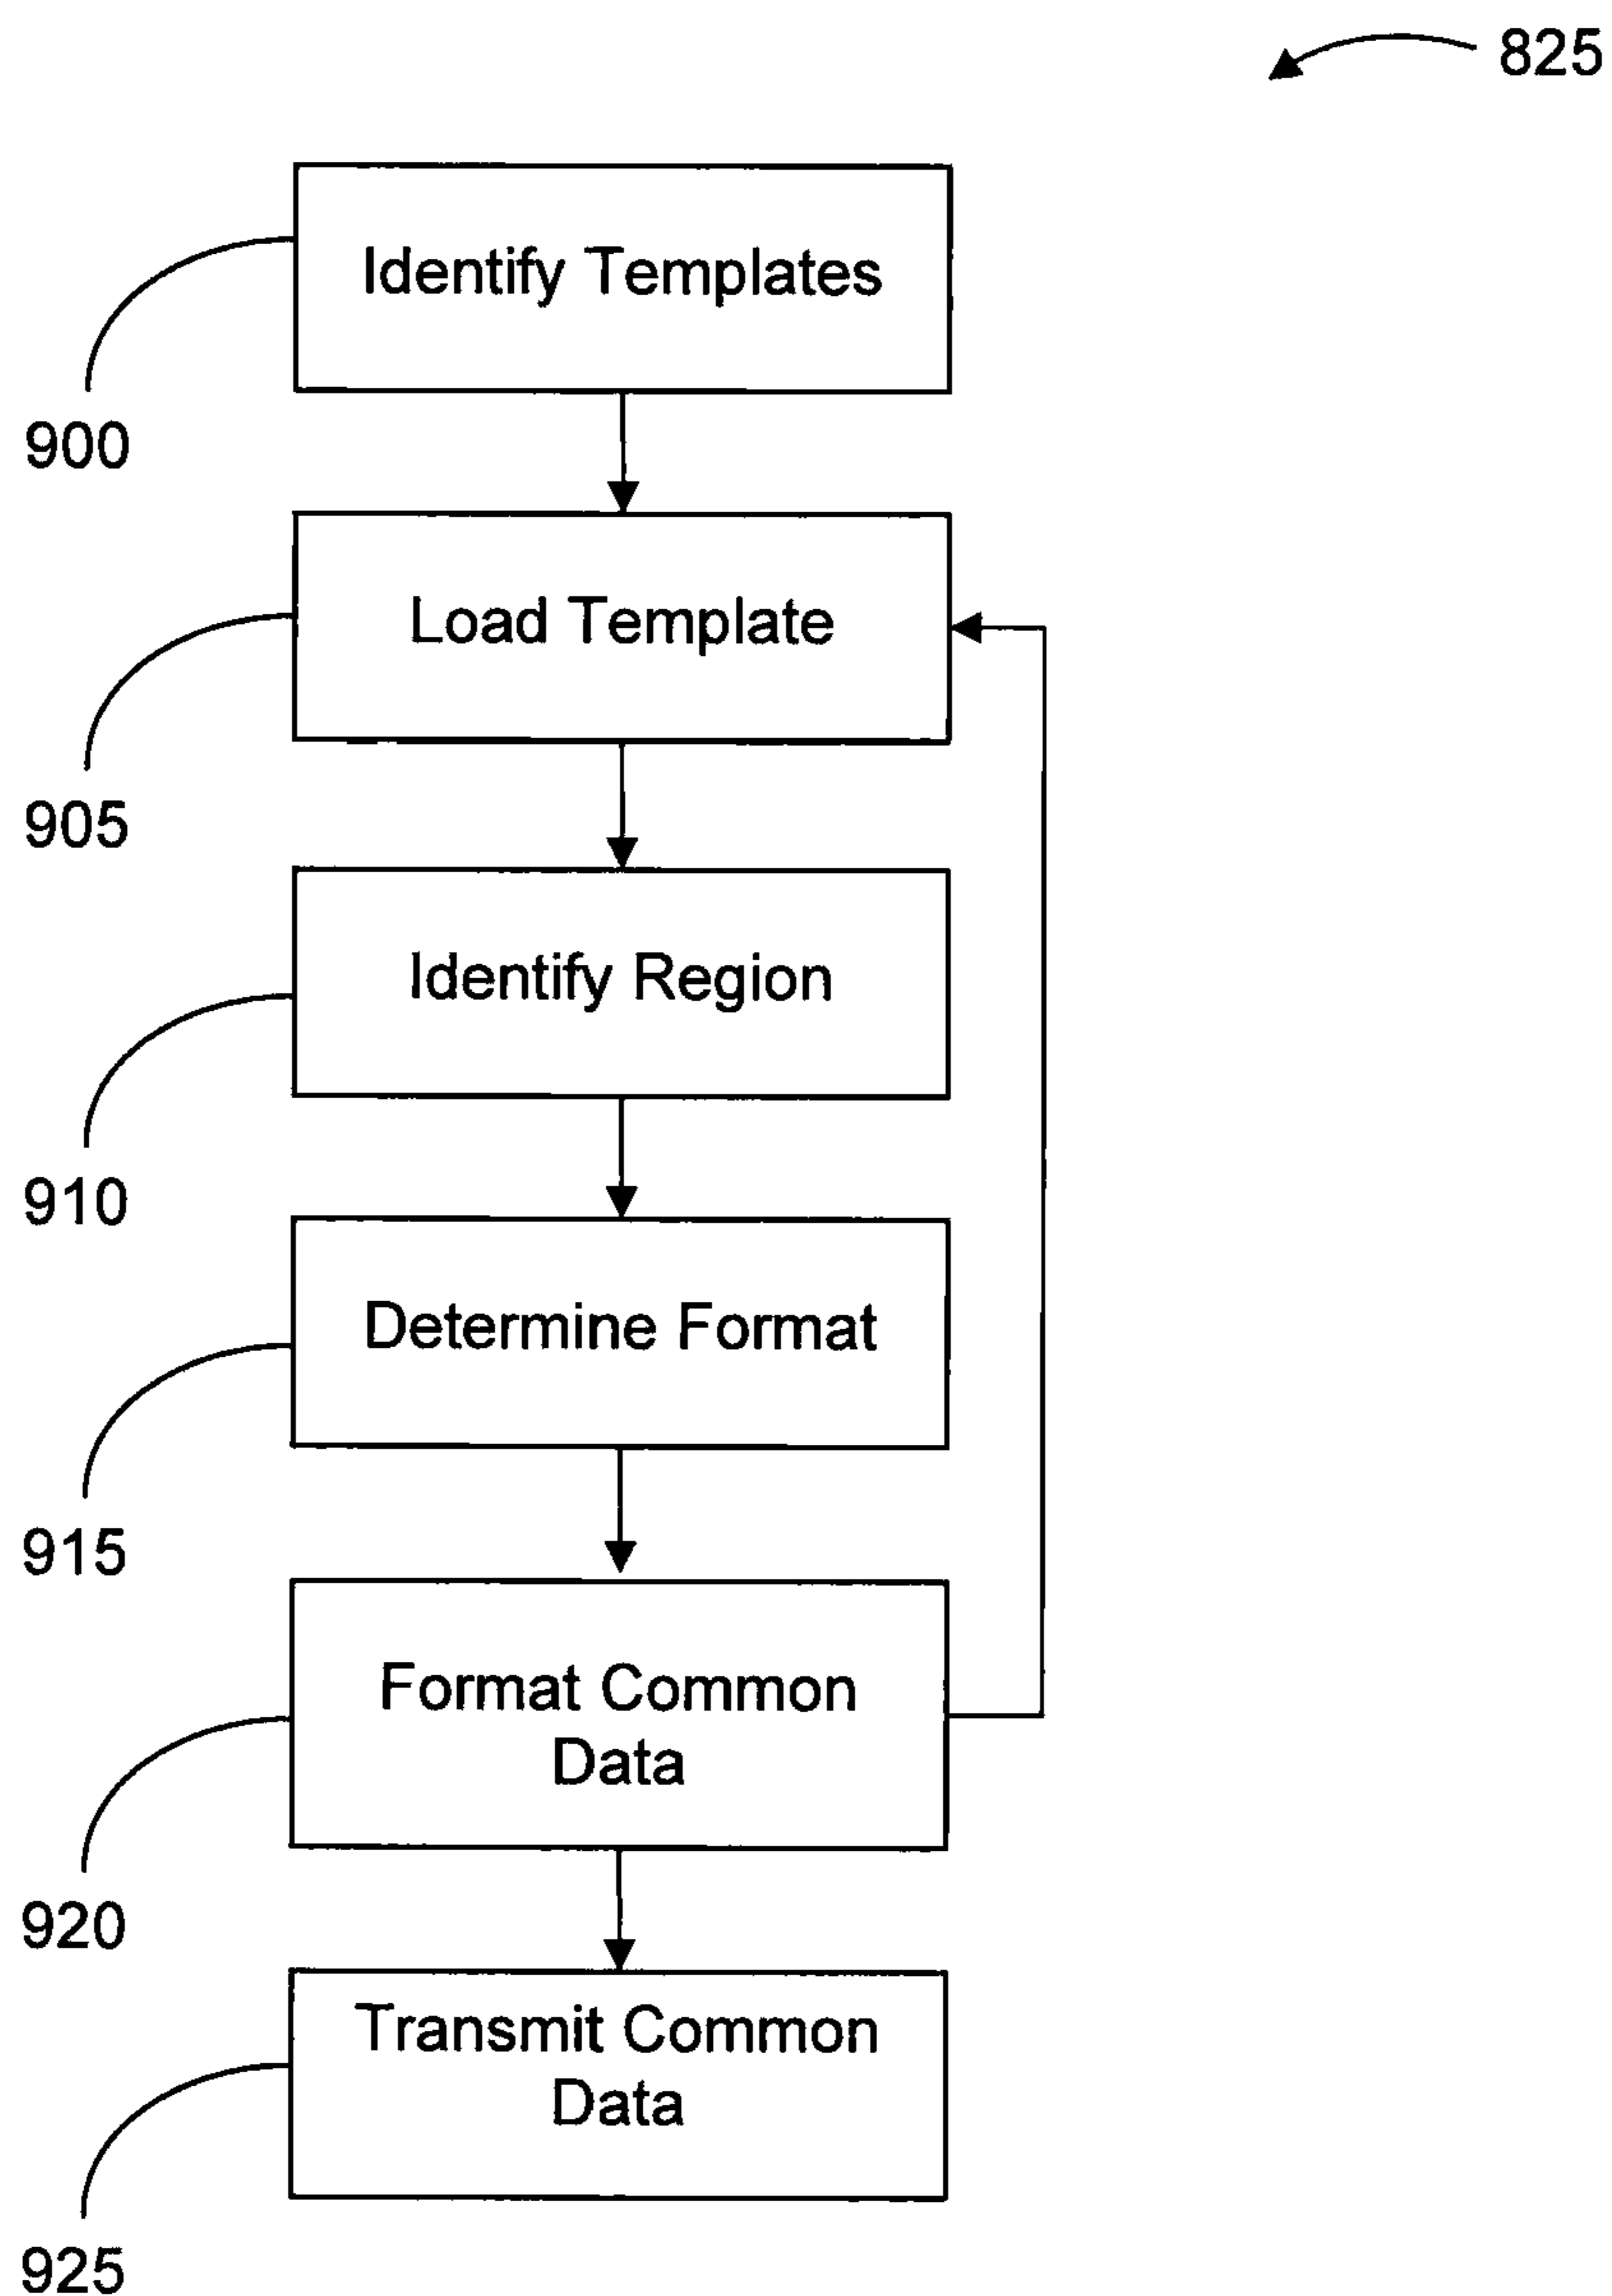 825
Identify Templates
900
Load Template
905
Identify Region
910
Determine Format
915
Format Common
Data
920
Transmit Common
Data
925